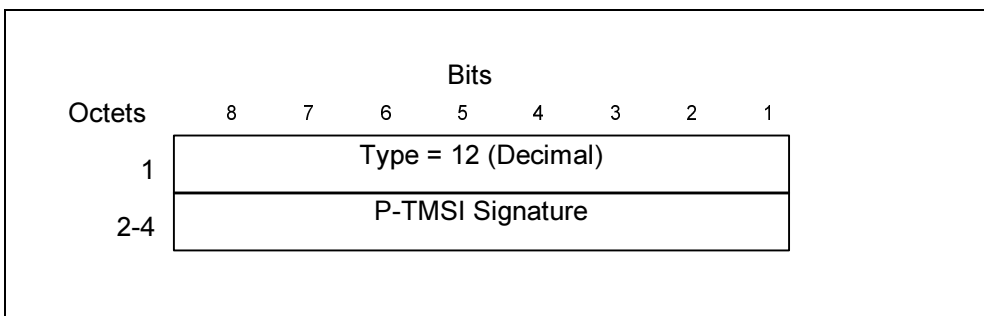 Bits
Octets 8 7 6 5 4 3 2 1
1 Type = 12 (Decimal)
2-4 P-TMSI Signature